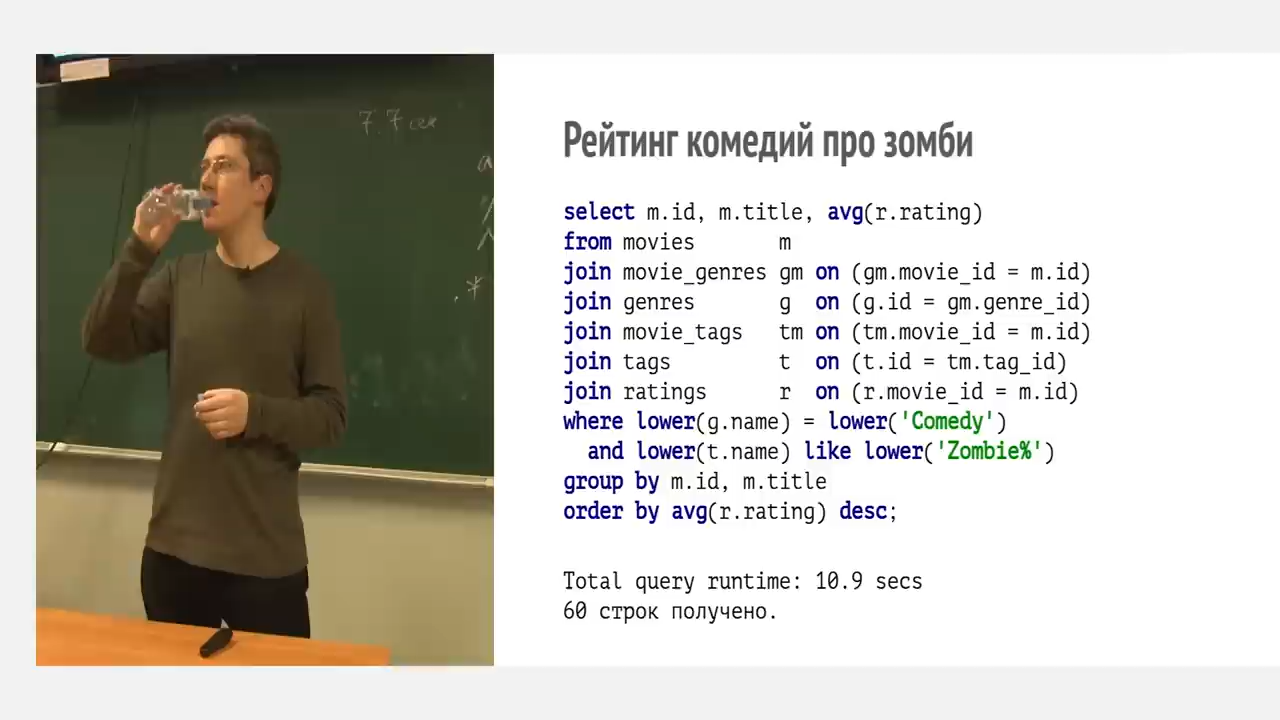 7.7 сек
Рейтинг комедий про зомби
select m.id, m.title, avg(r.rating)
from movies       m
join movie_genres gm on (gm.movie_id = m.id)
join genres       g  on (g.id = gm.genre_id)
join movie_tags   tm on (tm.movie_id = m.id)
join tags         t  on (t.id = tm.tag_id)
join ratings      r  on (r.movie_id = m.id)
where lower(g.name) = lower('Comedy')
  and lower(t.name) like lower('Zombie%')
group by m.id, m.title
order by avg(r.rating) desc;
Total query runtime: 10.9 secs
60 строк получено.